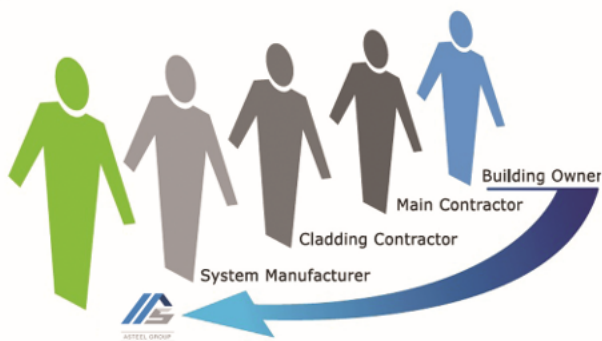 Building Owner
Main Contractor
Cladding Contractor
System Manufacturer
ASTEEL GROUP